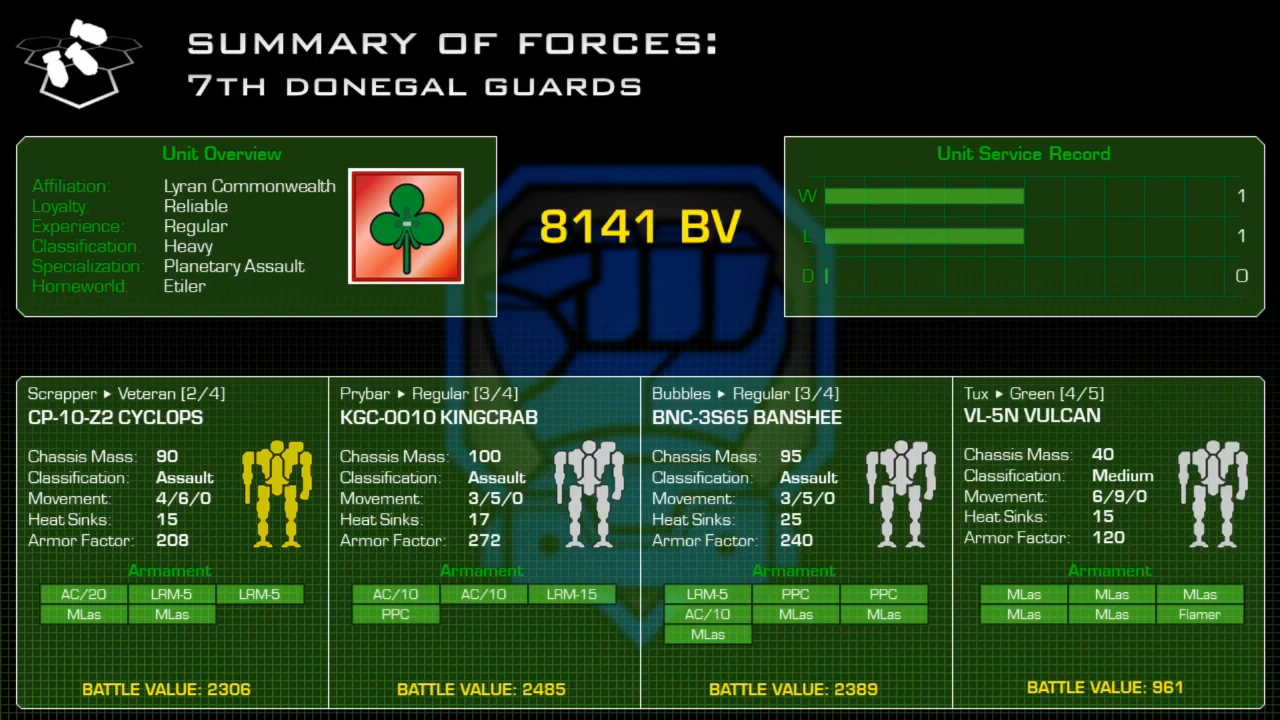 SUMMARY OF FORCES:
7TH DONEGAL GUARDS
Unit Overview
Affiliation: Lyran Commonwealth
Loyalty: Reliable
Experience: Regular
Classification: Heavy
Specialization: Planetary Assault
Homeworld: Etiler
8141 BV
Unit Service Record
W 1
L 1
D 0
Scrapper ▸ Veteran [2/4]
CP-10-Z2 CYCLOPS
Chassis Mass: 90
Classification: Assault
Movement: 4/6/0
Heat Sinks: 15
Armor Factor: 208
Armament
AC/20 LRM-5 LRM-5
MLas MLas
BATTLE VALUE: 2306
Prybar ▸ Regular [3/4]
KGC-0010 KINGCRAB
Chassis Mass: 100
Classification: Assault
Movement: 3/5/0
Heat Sinks: 17
Armor Factor: 272
Armament
AC/10 AC/10 LRM-15
PPC
BATTLE VALUE: 2485
Bubbles ▸ Regular [3/4]
BNC-3S65 BANSHEE
Chassis Mass: 95
Classification: Assault
Movement: 3/5/0
Heat Sinks: 25
Armor Factor: 240
Armament
LRM-5 PPC PPC
AC/10 MLas MLas
MLas
BATTLE VALUE: 2389
Tux ▸ Green [4/5]
VL-5N VULCAN
Chassis Mass: 40
Classification: Medium
Movement: 6/9/0
Heat Sinks: 15
Armor Factor: 120
Armament
MLas MLas MLas
MLas MLas Flamer
BATTLE VALUE: 961